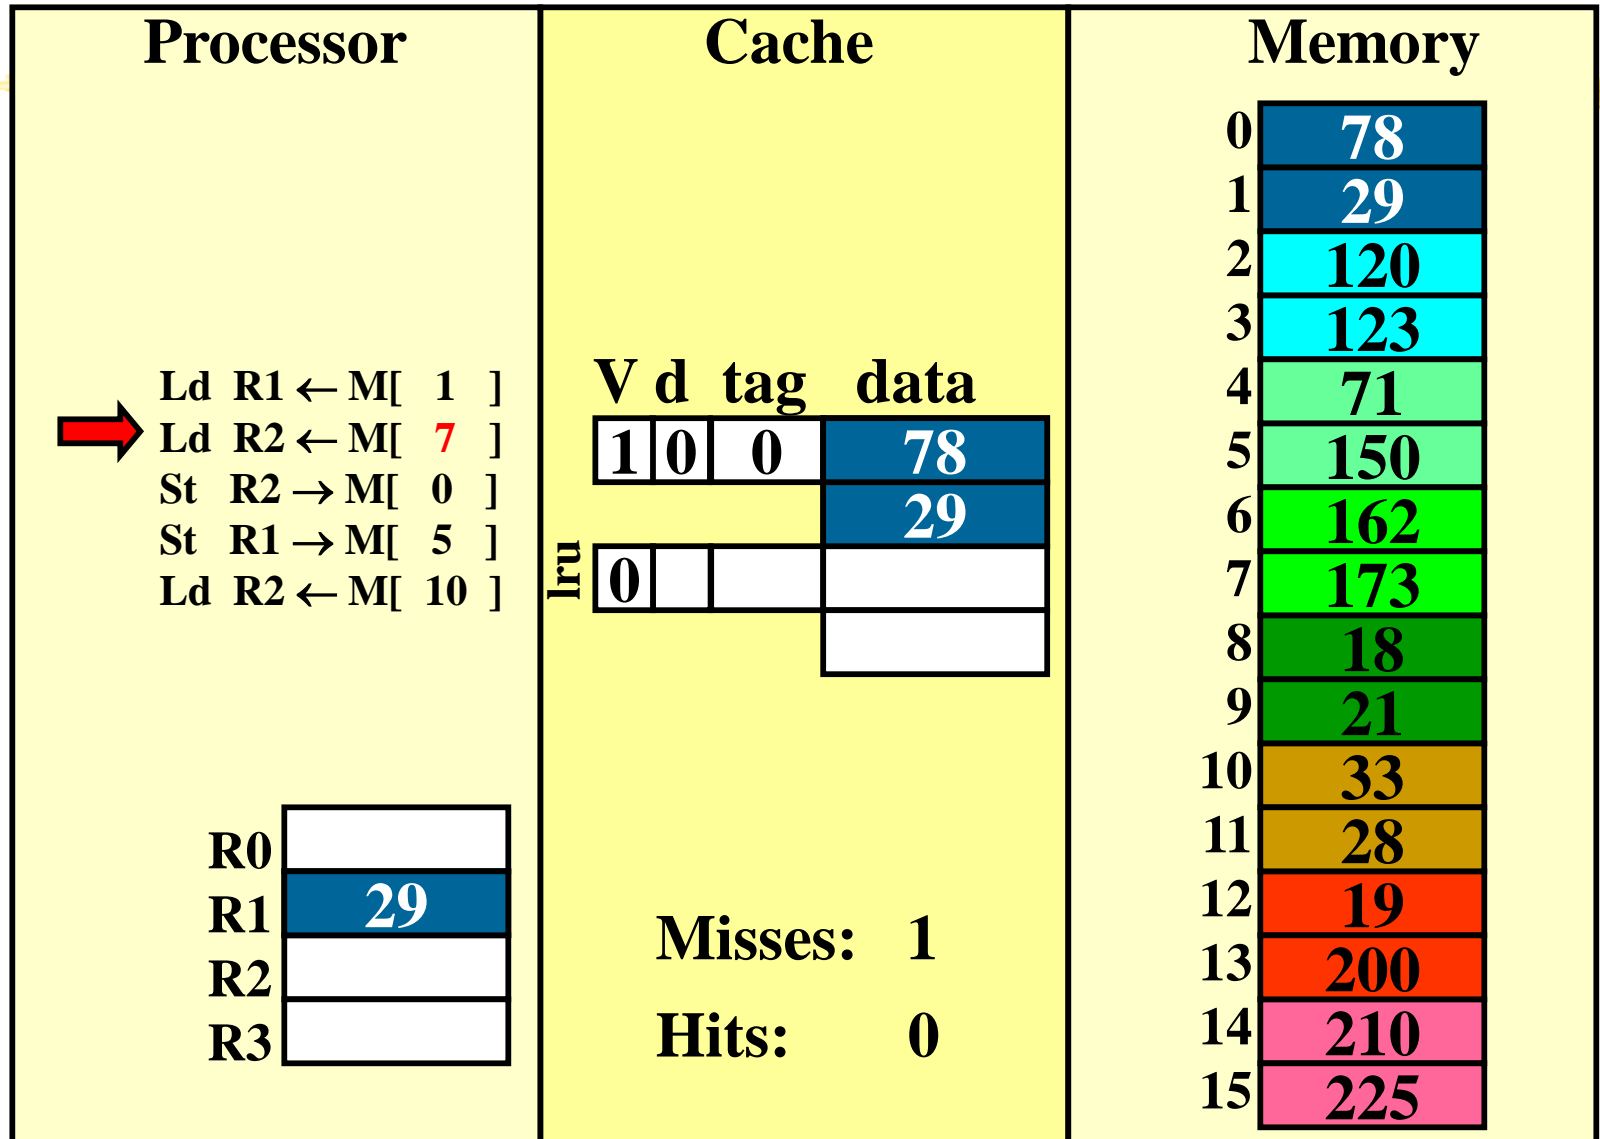 Processor
Ld R1 ← M[ 1 ]
Ld R2 ← M[ 7 ]
St R2 → M[ 0 ]
St R1 → M[ 5 ]
Ld R2 ← M[ 10 ]
R0
R1 29
R2
R3
Cache
V d tag data
1 0 0 78
29
lru
0
Misses: 1
Hits: 0
Memory
0 78
1 29
2 120
3 123
4 71
5 150
6 162
7 173
8 18
9 21
10 33
11 28
12 19
13 200
14 210
15 225